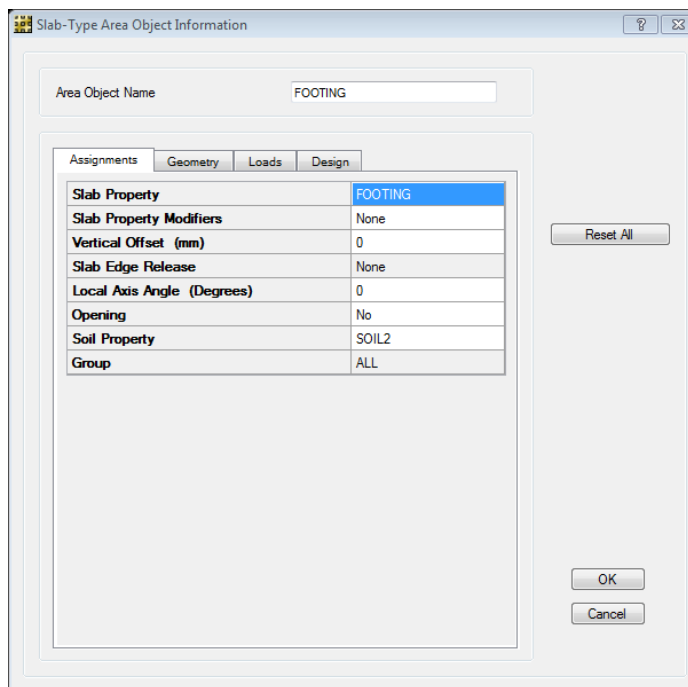 Slab-Type Area Object Information
Area Object Name FOOTING
Assignments Geometry Loads Design
Slab Property FOOTING
Slab Property Modifiers None
Vertical Offset (mm) 0
Slab Edge Release None
Local Axis Angle (Degrees) 0
Opening No
Soil Property SOIL2
Group ALL
Reset All
OK
Cancel